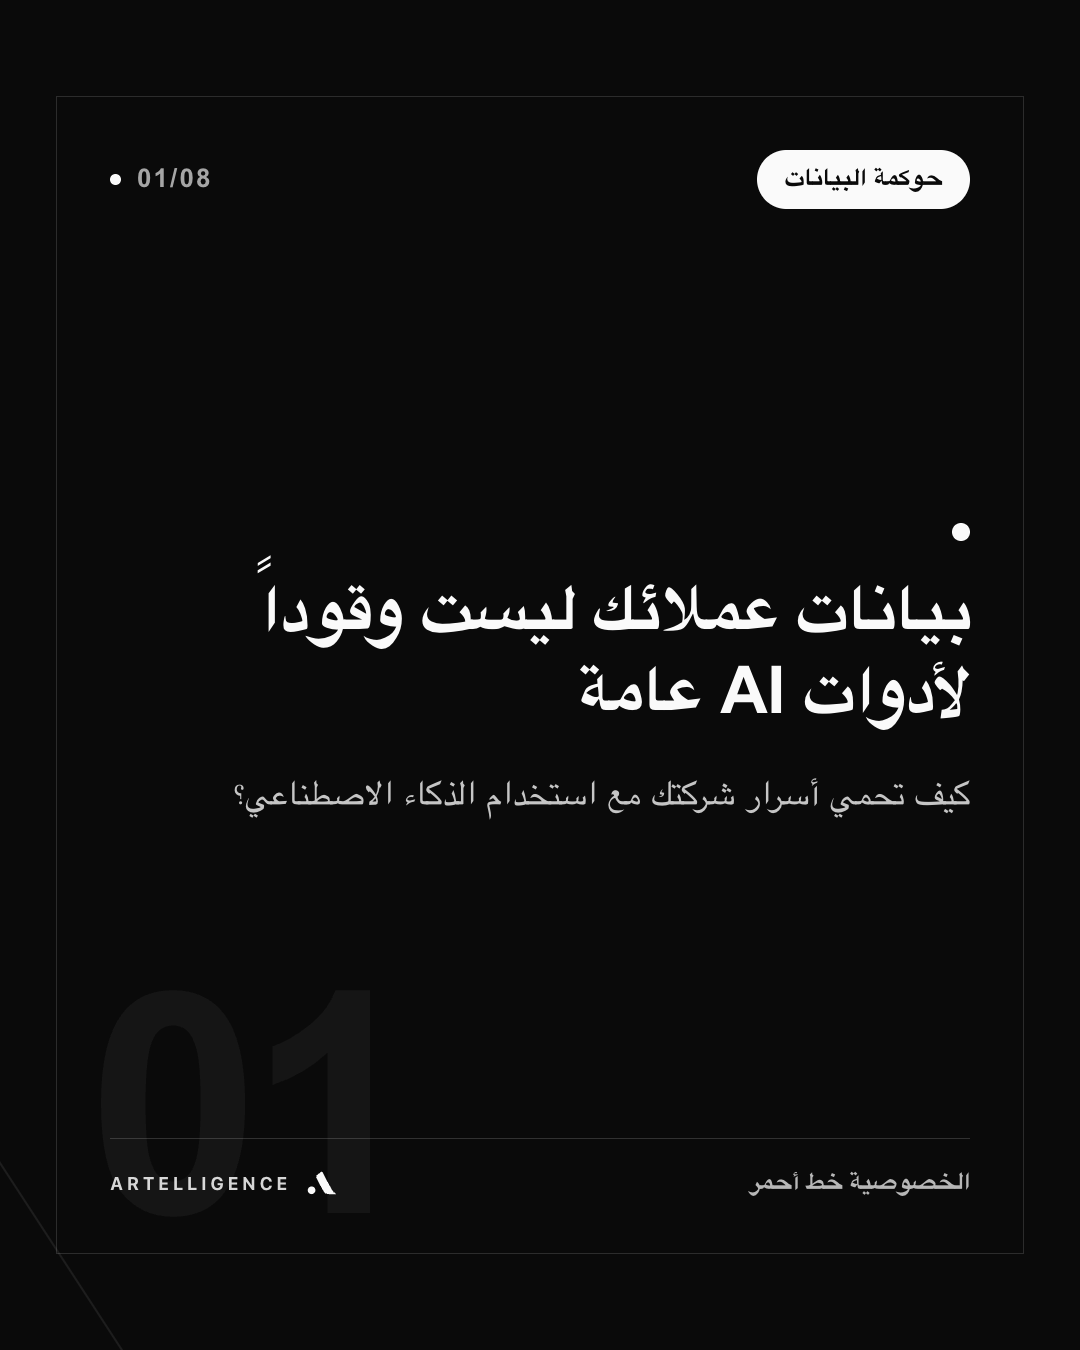 حوكمة البيانات
01/08
بيانات عملائك ليست وقوداً
لأدوات AI عامة
كيف تحمي أسرار شركتك مع استخدام الذكاء الاصطناعي؟
01
الخصوصية خط أحمر
ARTELLIGENCE